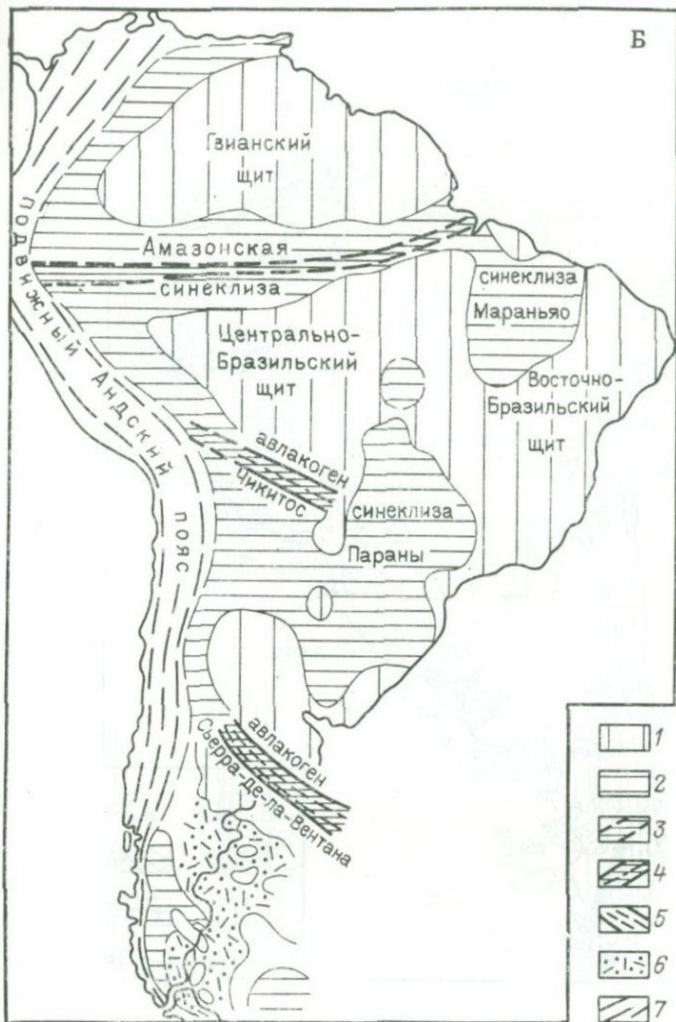 Б
Гвианский
щит
Амазонская
синеклиза
синеклиза
Мараньяо
Центрально-
Бразильский
щит
Восточно-
Бразильский
щит
Подвижный Андский пояс
авлакоген
Чикитос
синеклиза
Параны
авлакоген
Сьерра-де-ла-Вентана
1
2
3
4
5
6
7